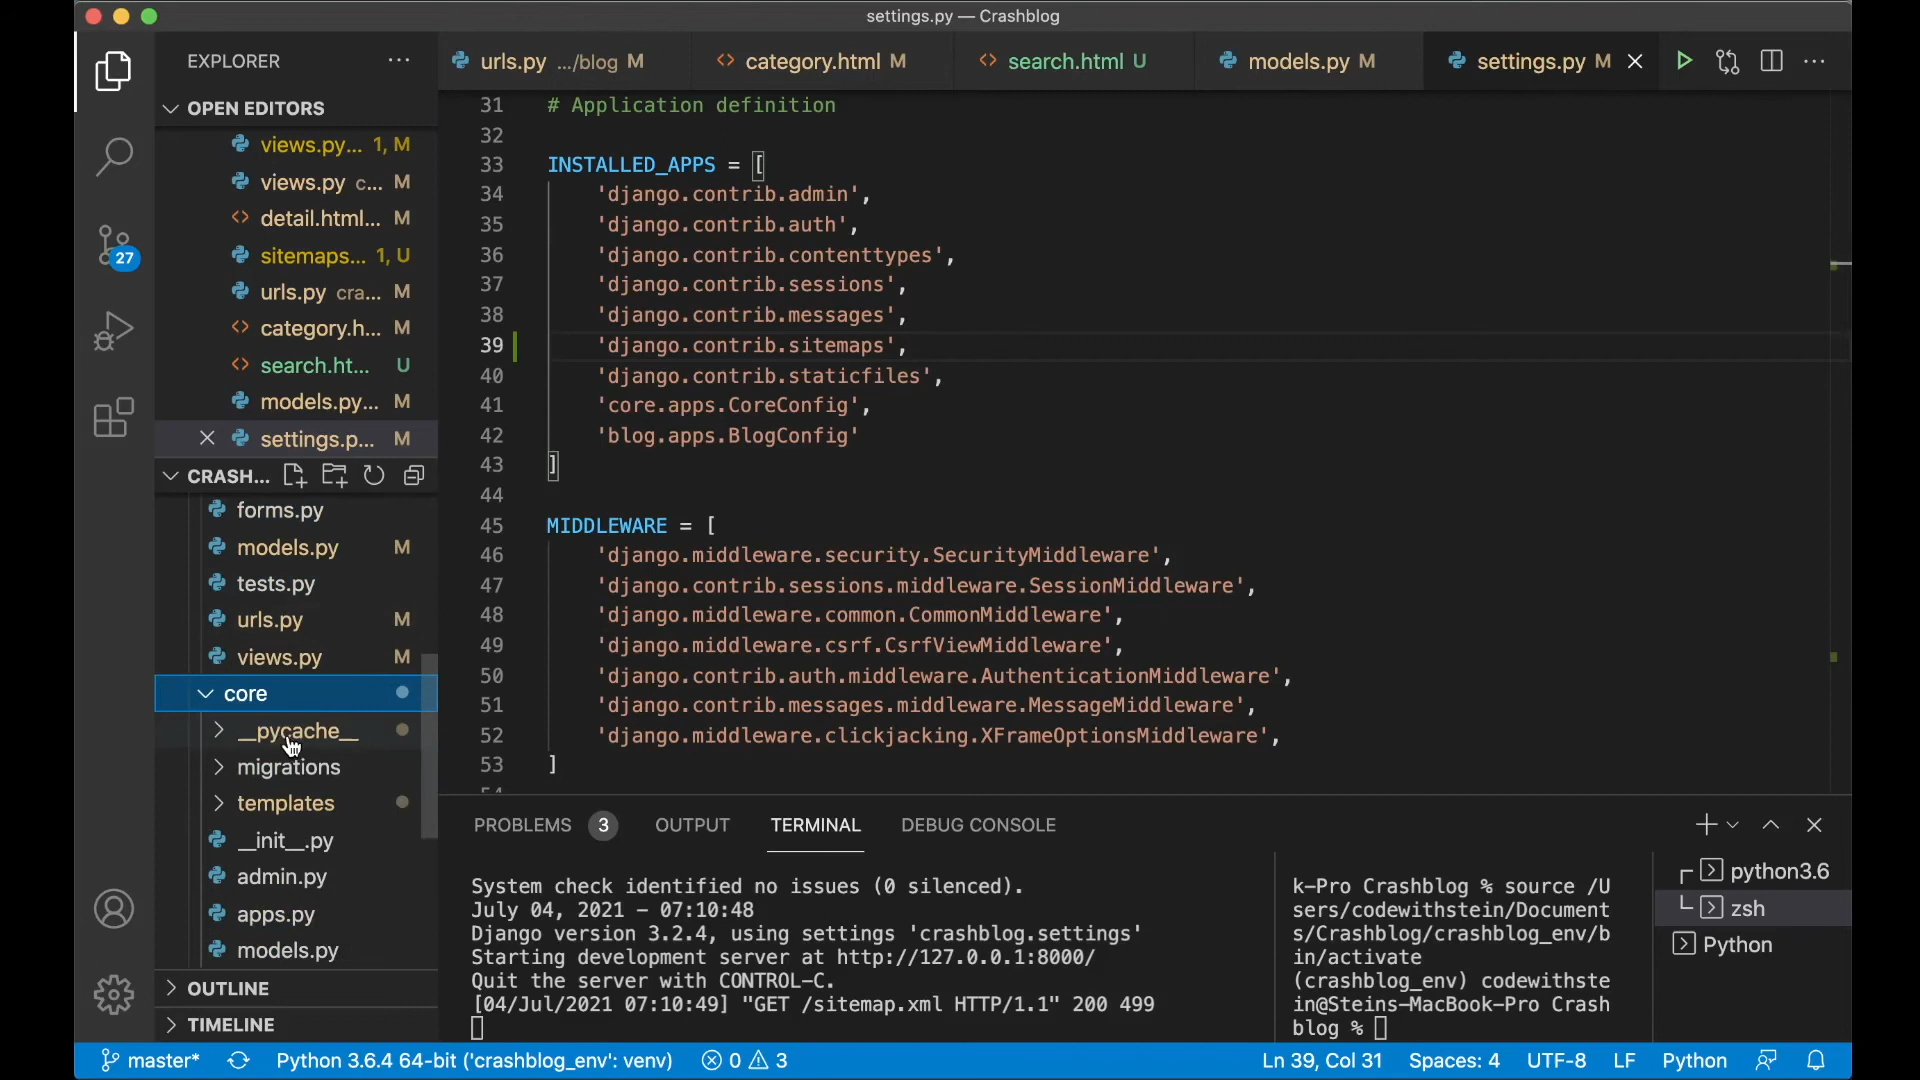 settings.py — Crashblog
EXPLORER
urls.py .../blog M
category.html M
search.html U
models.py M
settings.py M
OPEN EDITORS
views.py... 1, M
views.py c... M
detail.html... M
sitemaps... 1, U
urls.py cra... M
category.h... M
search.ht... U
models.py... M
settings.p... M
CRASH...
forms.py
models.py M
tests.py
urls.py M
views.py M
core
__pycache__
migrations
templates
__init__.py
admin.py
apps.py
models.py
OUTLINE
TIMELINE
27
31 # Application definition
32
33 INSTALLED_APPS = [
34 'django.contrib.admin',
35 'django.contrib.auth',
36 'django.contrib.contenttypes',
37 'django.contrib.sessions',
38 'django.contrib.messages',
39 'django.contrib.sitemaps',
40 'django.contrib.staticfiles',
41 'core.apps.CoreConfig',
42 'blog.apps.BlogConfig'
43 ]
44
45 MIDDLEWARE = [
46 'django.middleware.security.SecurityMiddleware',
47 'django.contrib.sessions.middleware.SessionMiddleware',
48 'django.middleware.common.CommonMiddleware',
49 'django.middleware.csrf.CsrfViewMiddleware',
50 'django.contrib.auth.middleware.AuthenticationMiddleware',
51 'django.contrib.messages.middleware.MessageMiddleware',
52 'django.middleware.clickjacking.XFrameOptionsMiddleware',
53 ]
54
PROBLEMS 3 OUTPUT TERMINAL DEBUG CONSOLE
System check identified no issues (0 silenced).
July 04, 2021 - 07:10:48
Django version 3.2.4, using settings 'crashblog.settings'
Starting development server at http://127.0.0.1:8000/
Quit the server with CONTROL-C.
[04/Jul/2021 07:10:49] "GET /sitemap.xml HTTP/1.1" 200 499
k-Pro Crashblog % source /U
sers/codewithstein/Document
s/Crashblog/crashblog_env/b
in/activate
(crashblog_env) codewithste
in@Steins-MacBook-Pro Crash
blog %
python3.6
zsh
Python
master* Python 3.6.4 64-bit ('crashblog_env': venv) 0 3 Ln 39, Col 31 Spaces: 4 UTF-8 LF Python